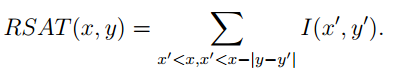 RSAT(x, y) = ∑ I(x′, y′).
x′<x,x′<x−|y−y′|